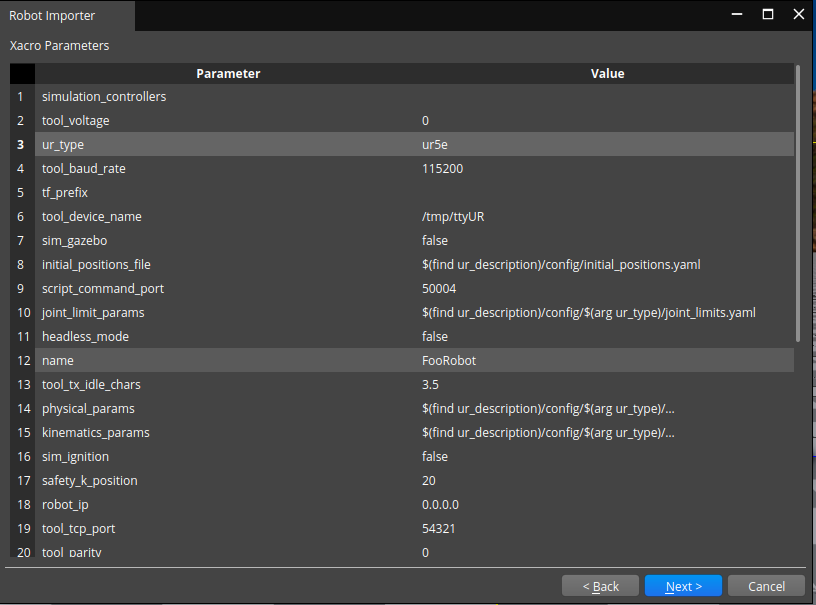 Robot Importer
Xacro Parameters
Parameter Value
1 simulation_controllers
2 tool_voltage 0
3 ur_type ur5e
4 tool_baud_rate 115200
5 tf_prefix
6 tool_device_name /tmp/ttyUR
7 sim_gazebo false
8 initial_positions_file $(find ur_description)/config/initial_positions.yaml
9 script_command_port 50004
10 joint_limit_params $(find ur_description)/config/$(arg ur_type)/joint_limits.yaml
11 headless_mode false
12 name FooRobot
13 tool_tx_idle_chars 3.5
14 physical_params $(find ur_description)/config/$(arg ur_type)/...
15 kinematics_params $(find ur_description)/config/$(arg ur_type)/...
16 sim_ignition false
17 safety_k_position 20
18 robot_ip 0.0.0.0
19 tool_tcp_port 54321
20 tool_parity 0
< Back Next > Cancel